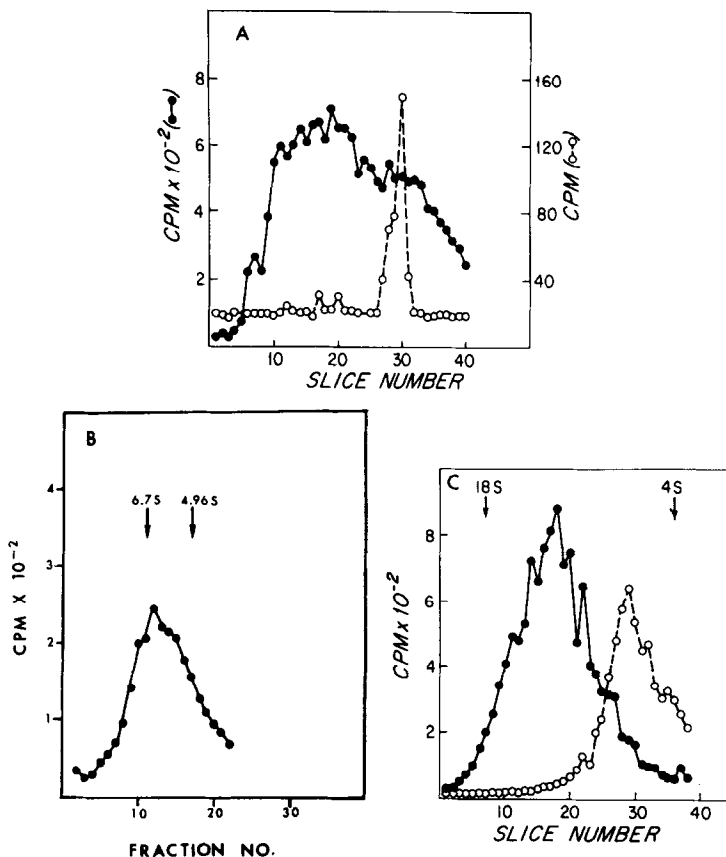 A
CPM x 10-2 (●-●)
8
6
4
2
CPM (o-o)
160
120
80
40
10
20
30
40
SLICE NUMBER
B
6.7S
4.96S
CPM X 10-2
4
3
2
1
10
20
30
FRACTION NO.
C
18S
4S
CPM x 10-2
8
6
4
2
10
20
30
40
SLICE NUMBER